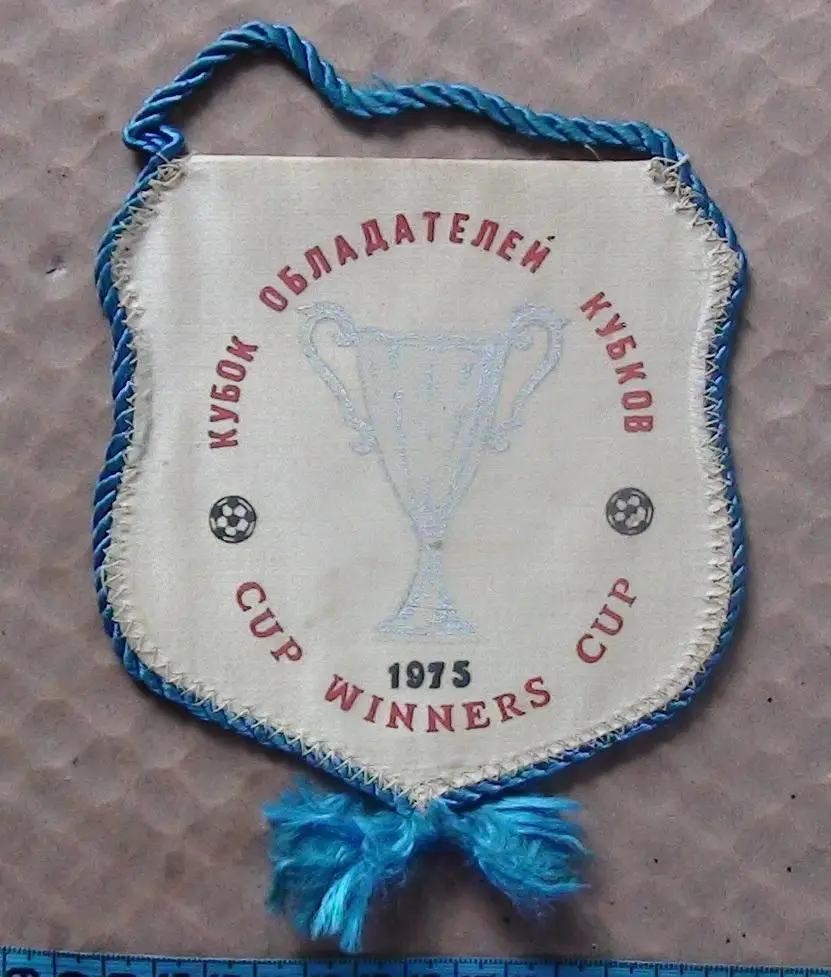 КУБОК ОБЛАДАТЕЛЕЙ КУБКОВ
1975
CUP WINNERS CUP